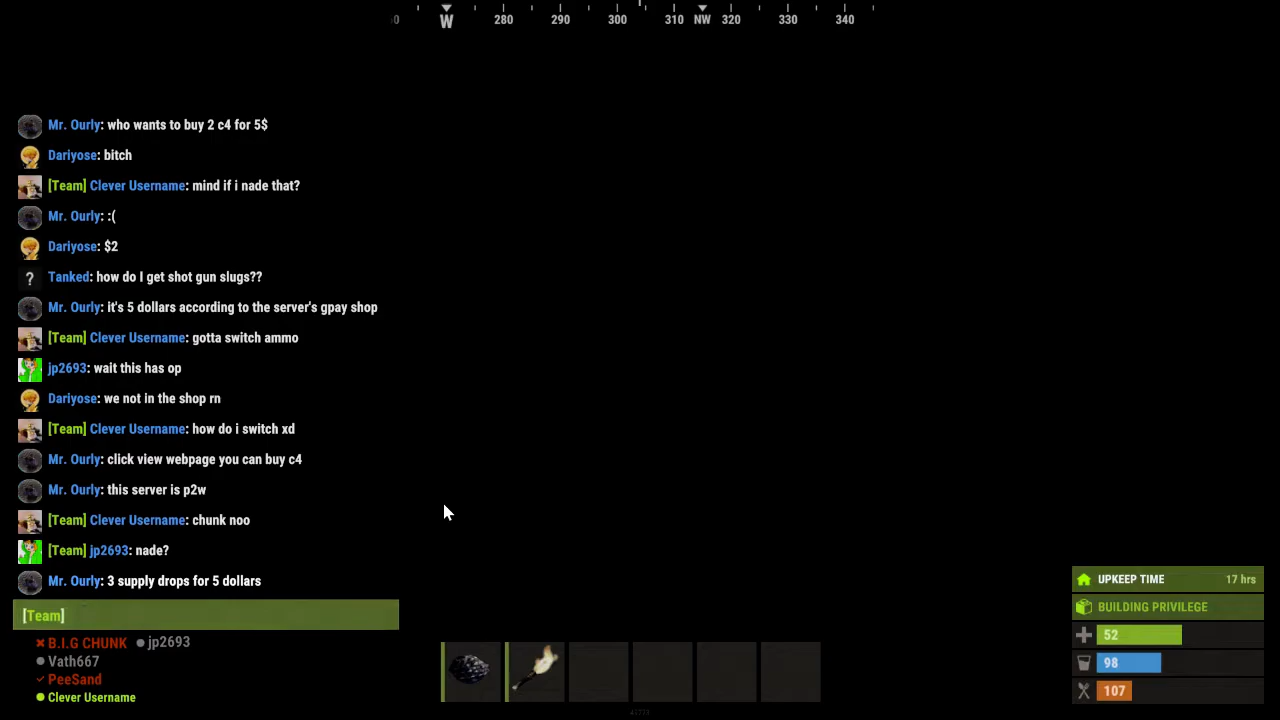 W 280 290 300 310 NW 320 330 340
Mr. Ourly: who wants to buy 2 c4 for 5$
Dariyose: bitch
[Team] Clever Username: mind if i nade that?
Mr. Ourly: :(
Dariyose: $2
? Tanked: how do I get shot gun slugs??
Mr. Ourly: it's 5 dollars according to the server's gpay shop
[Team] Clever Username: gotta switch ammo
jp2693: wait this has op
Dariyose: we not in the shop rn
[Team] Clever Username: how do i switch xd
Mr. Ourly: click view webpage you can buy c4
Mr. Ourly: this server is p2w
[Team] Clever Username: chunk noo
[Team] jp2693: nade?
Mr. Ourly: 3 supply drops for 5 dollars
[Team]
B.I.G CHUNK jp2693
Vath667
PeeSand
Clever Username
UPKEEP TIME 17 hrs
BUILDING PRIVILEGE
52
98
107